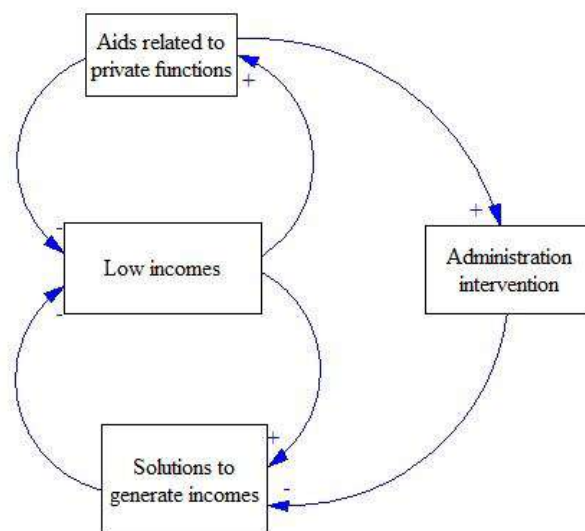 Aids related to
private functions
+
-
+
Low incomes
Administration
intervention
-
+
-
Solutions to
generate incomes